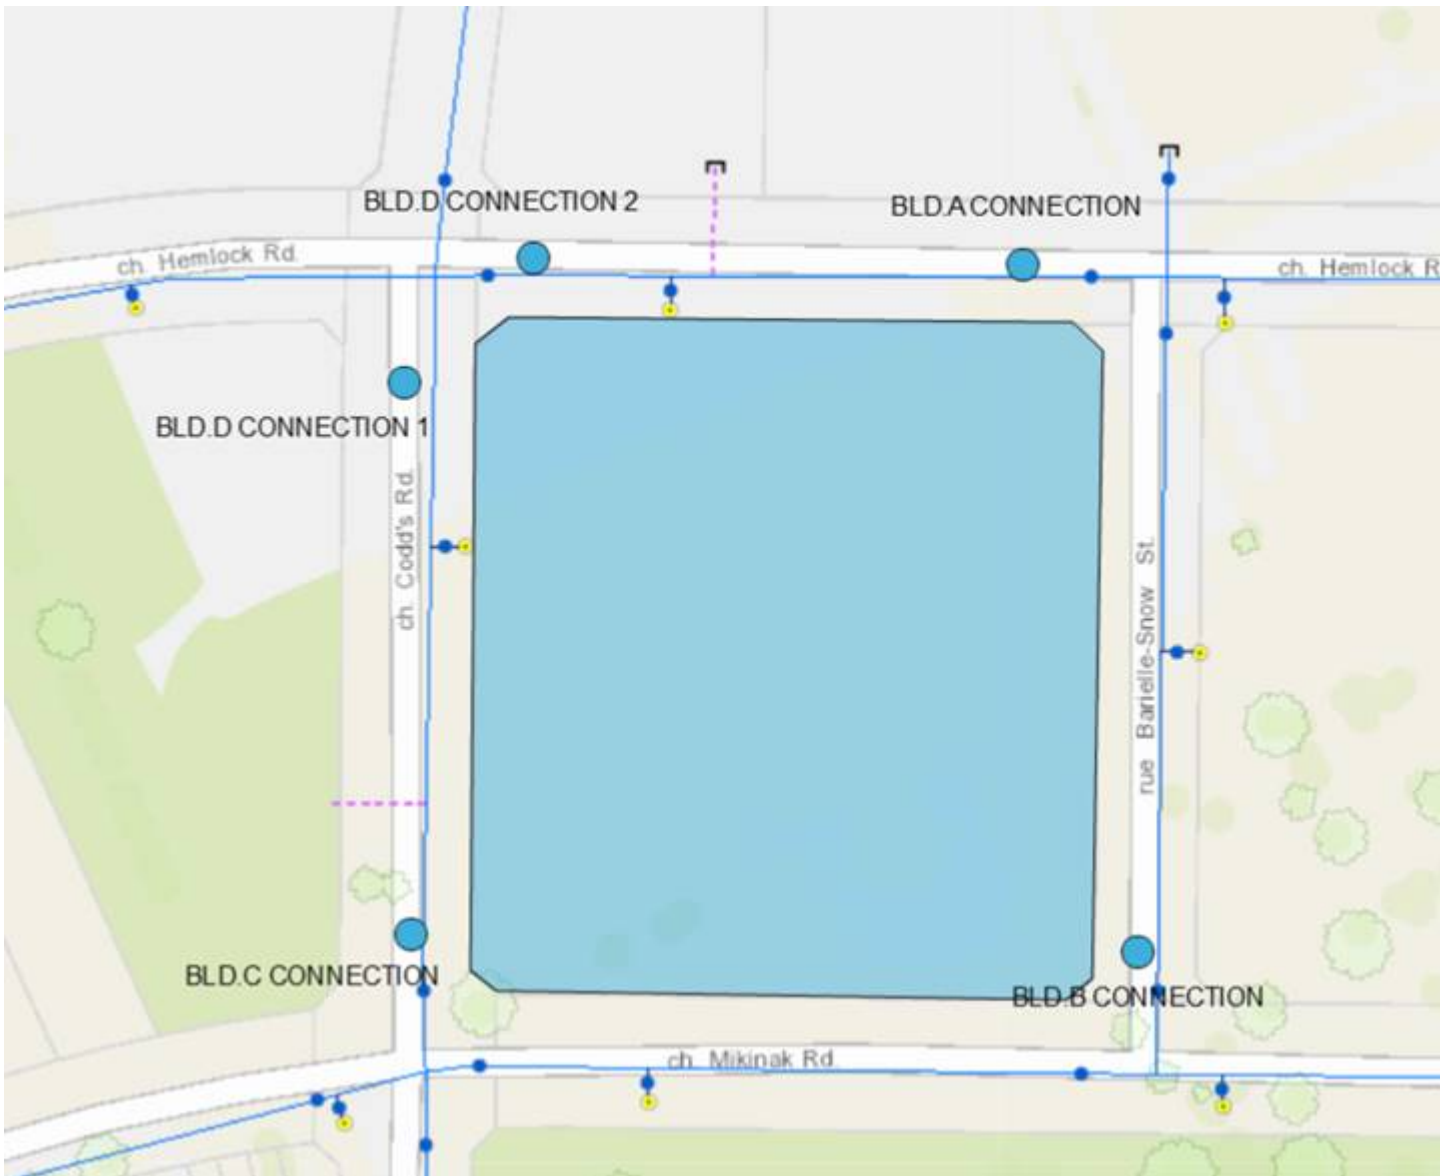 BLD.D CONNECTION 2
BLD.A CONNECTION
ch. Hemlock Rd.
ch. Hemlock R
BLD.D CONNECTION 1
ch. Codd's Rd.
rue Barielle-Snow St.
BLD.C CONNECTION
BLD.B CONNECTION
ch. Mikinak Rd.